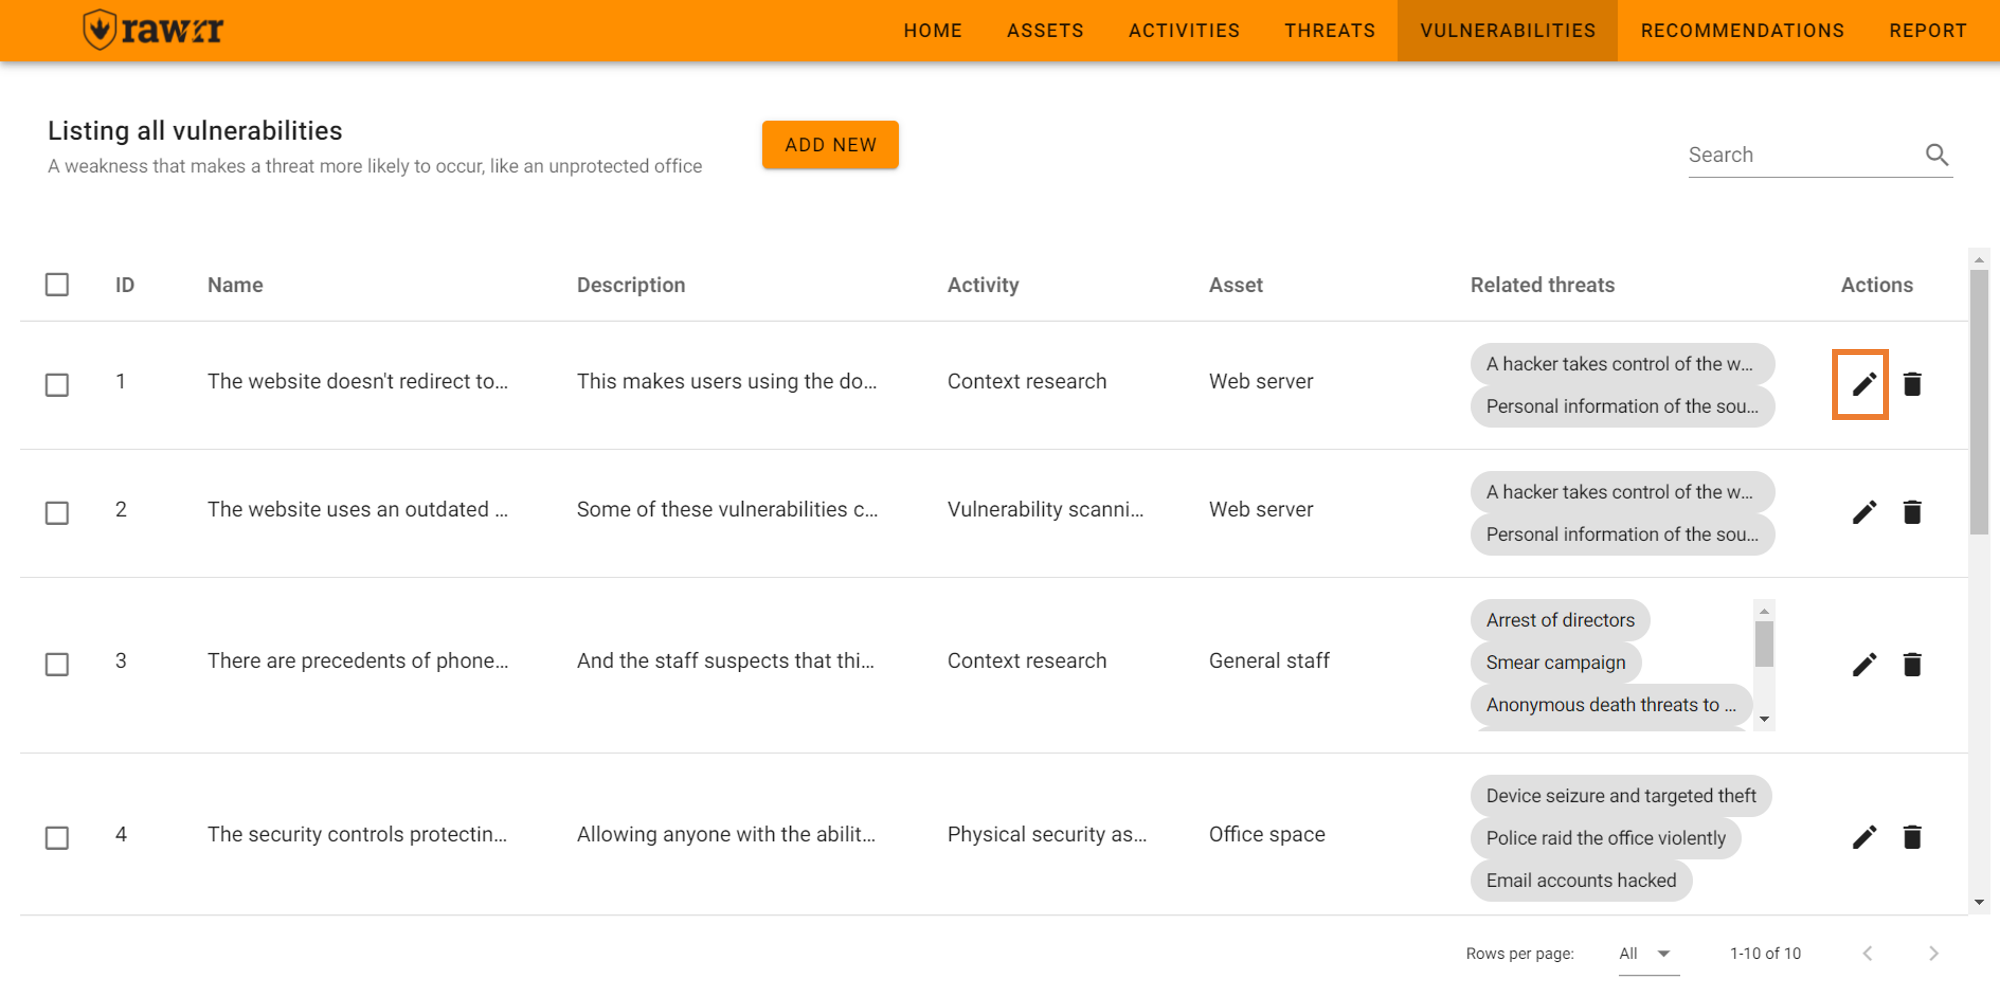 rawrr
HOME ASSETS ACTIVITIES THREATS VULNERABILITIES RECOMMENDATIONS REPORT
Listing all vulnerabilities
A weakness that makes a threat more likely to occur, like an unprotected office
ADD NEW
Search
ID Name Description Activity Asset Related threats Actions
1 The website doesn't redirect to... This makes users using the do... Context research Web server
A hacker takes control of the w...
Personal information of the sou...
2 The website uses an outdated ... Some of these vulnerabilities c... Vulnerability scanni... Web server
A hacker takes control of the w...
Personal information of the sou...
3 There are precedents of phone... And the staff suspects that thi... Context research General staff
Arrest of directors
Smear campaign
Anonymous death threats to ...
4 The security controls protectin... Allowing anyone with the abilit... Physical security as... Office space
Device seizure and targeted theft
Police raid the office violently
Email accounts hacked
Rows per page: All 1-10 of 10